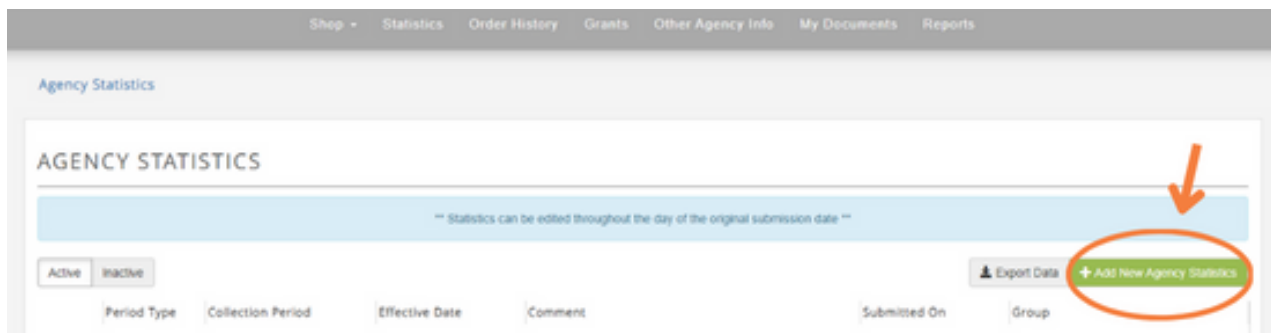 Shop Statistics Order History Grants Other Agency Info My Documents Reports
Agency Statistics
AGENCY STATISTICS
** Statistics can be edited throughout the day of the original submission date **
Active Inactive Export Data + Add New Agency Statistics
Period Type Collection Period Effective Date Comment Submitted On Group